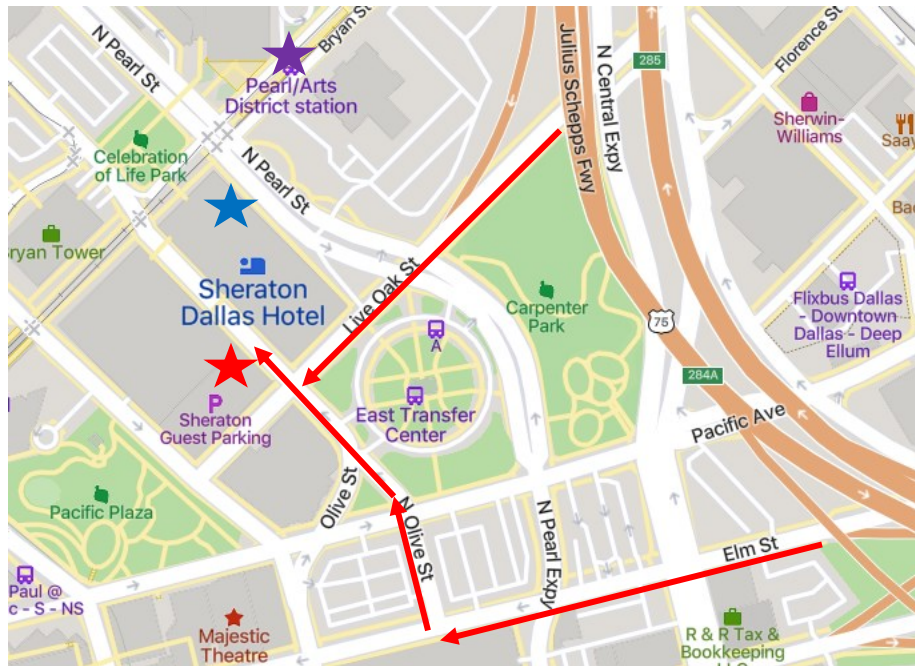 N Pearl St
Bryan St
Pearl/Arts
District station
Julius Schepps Fwy
N Central Expy
285
Florence St
Sherwin-
Williams
Celebration
of Life Park
N Pearl St
Bryan Tower
Sheraton
Dallas Hotel
Live Oak St
A
Carpenter
Park
75
Flixbus Dallas
- Downtown
Dallas - Deep
Ellum
284A
P
Sheraton
Guest Parking
East Transfer
Center
Pacific Ave
Pacific Plaza
Olive St
N Olive St
N Pearl Expy
Elm St
Paul @
c - S - NS
Majestic
Theatre
R & R Tax &
Bookkeeping